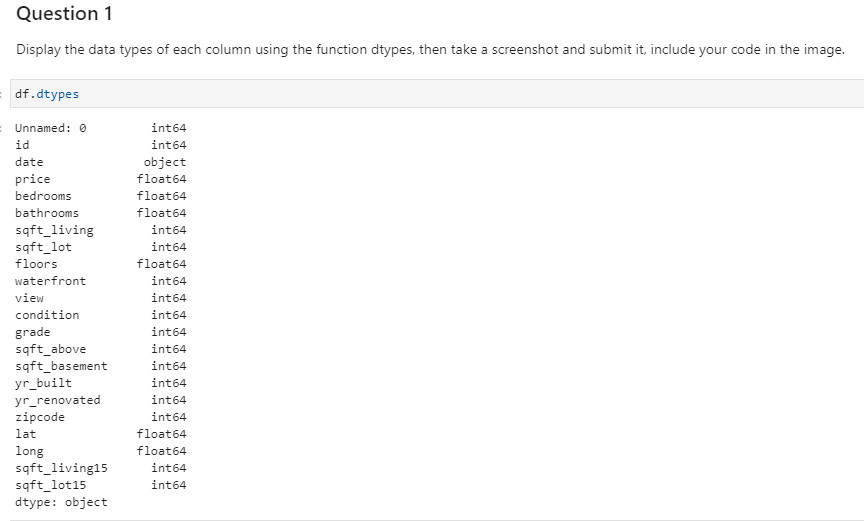 Question 1
Display the data types of each column using the function dtypes, then take a screenshot and submit it, include your code in the image.
df.dtypes
Unnamed: 0 int64
id int64
date object
price float64
bedrooms float64
bathrooms float64
sqft_living int64
sqft_lot int64
floors float64
waterfront int64
view int64
condition int64
grade int64
sqft_above int64
sqft_basement int64
yr_built int64
yr_renovated int64
zipcode int64
lat float64
long float64
sqft_living15 int64
sqft_lot15 int64
dtype: object